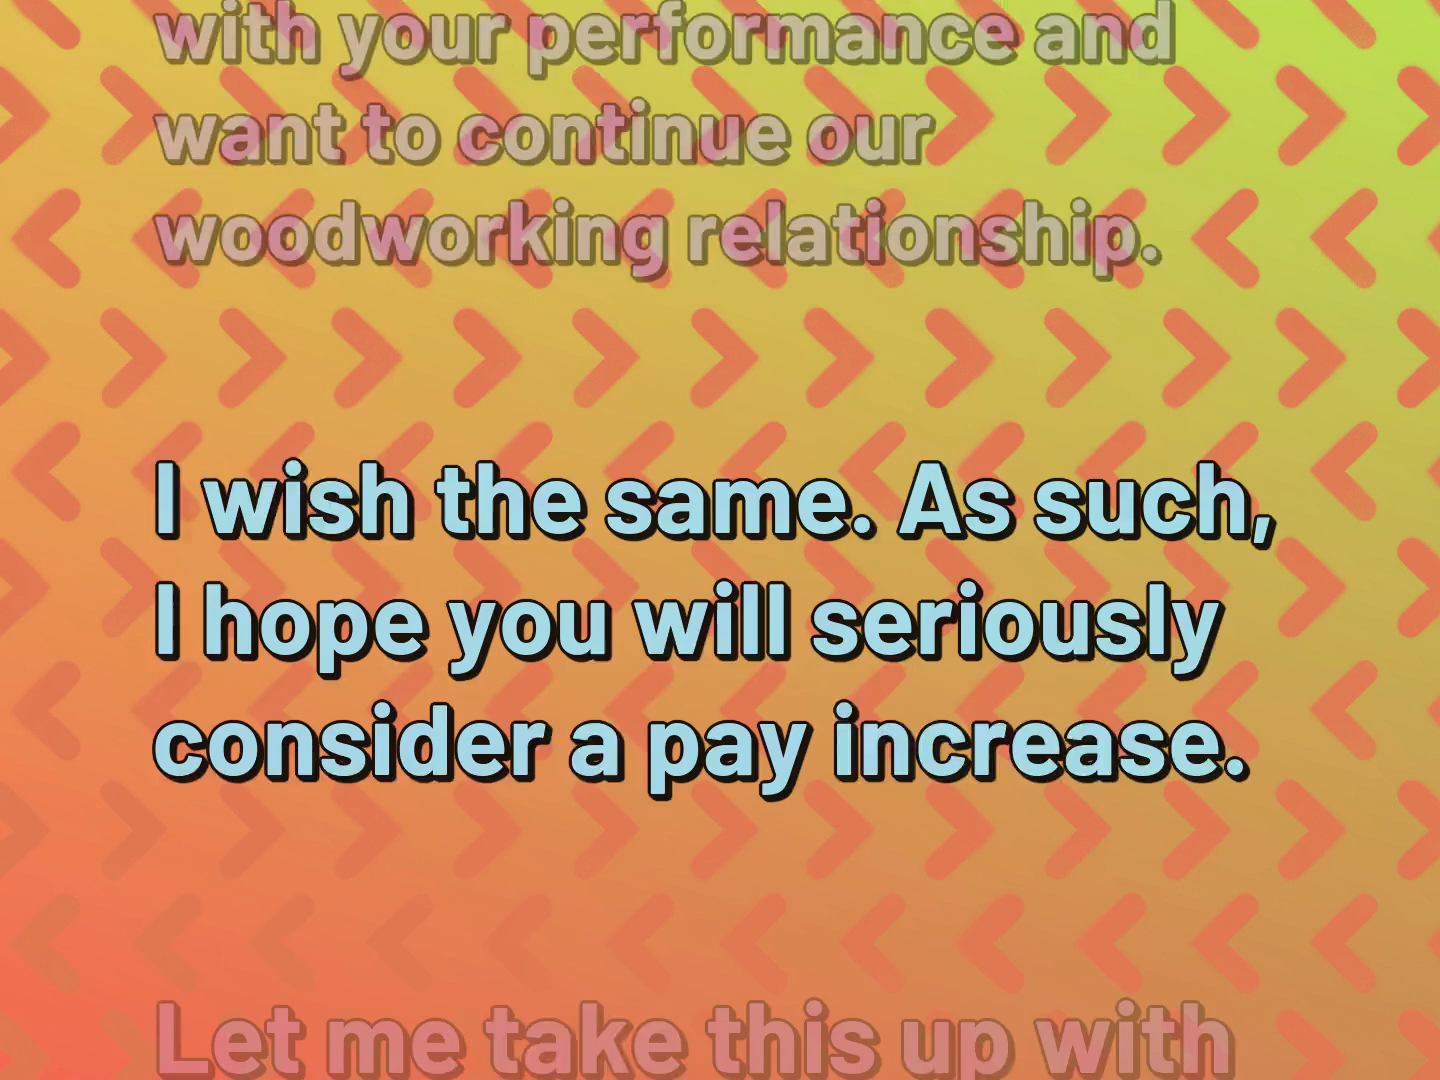 with your performance and
want to continue our
woodworking relationship.
I wish the same. As such,
I hope you will seriously
consider a pay increase.
Let me take this up with